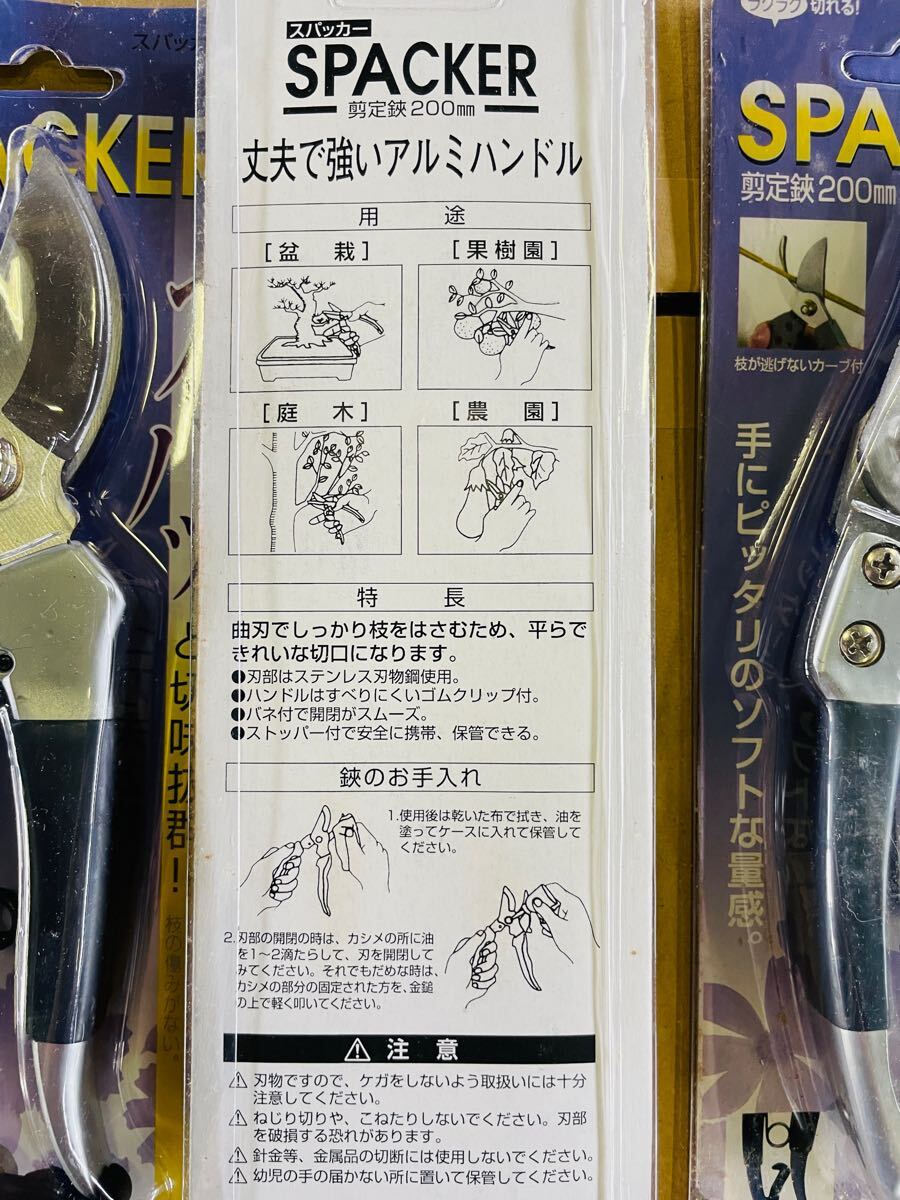 スパッカー
SPACKER
剪定鋏200㎜
丈夫で強いアルミハンドル
用途
[盆栽] [果樹園]
[庭木] [農園]
特長
曲刃でしっかり枝をはさむため、平らで
きれいな切口になります。
●刃部はステンレス刃物鋼使用。
●ハンドルはすべりにくいゴムクリップ付。
●バネ付で開閉がスムーズ。
●ストッパー付で安全に携帯、保管できる。
鋏のお手入れ
1.使用後は乾いた布で拭き、油を
塗ってケースに入れて保管して
ください。
2.刃部の開閉の時は、カシメの所に油
を1〜2滴たらして、刃を開閉して
みてください。それでもだめな時は、
カシメの部分の固定された方を、金鎚
の上で軽く叩いてください。
⚠ 注意
⚠ 刃物ですので、ケガをしないよう取扱いには十分
注意してください。
⚠ ねじり切りや、こねたりしないでください。刃部
を破損する恐れがあります。
⚠ 針金等、金属品の切断には使用しないでください。
⚠ 幼児の手の届かない所に置いて保管してください。
スパッカ
ACKER
と切味抜群!
枝の傷みがない。
ラクラク切れる!
SPA
剪定鋏200㎜
枝が逃げないカーブ付
手にピッタリのソフトな量感。